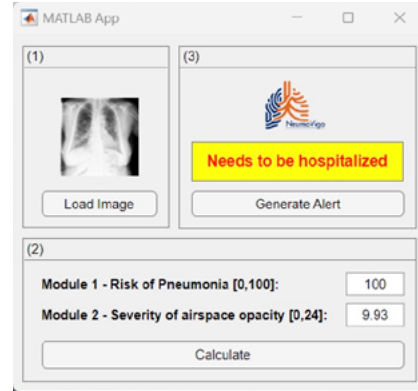 MATLAB App
(1)
Load Image
(3)
NeumoVigo
Needs to be hospitalized
Generate Alert
(2)
Module 1 - Risk of Pneumonia [0,100]: 100
Module 2 - Severity of airspace opacity [0,24]: 9.93
Calculate